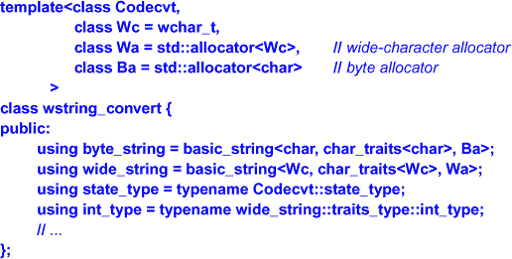 template<class Codecvt,
class Wc = wchar_t,
class Wa = std::allocator<Wc>, // wide-character allocator
class Ba = std::allocator<char> // byte allocator
>
class wstring_convert {
public:
using byte_string = basic_string<char, char_traits<char>, Ba>;
using wide_string = basic_string<Wc, char_traits<Wc>, Wa>;
using state_type = typename Codecvt::state_type;
using int_type = typename wide_string::traits_type::int_type;
// ...
};